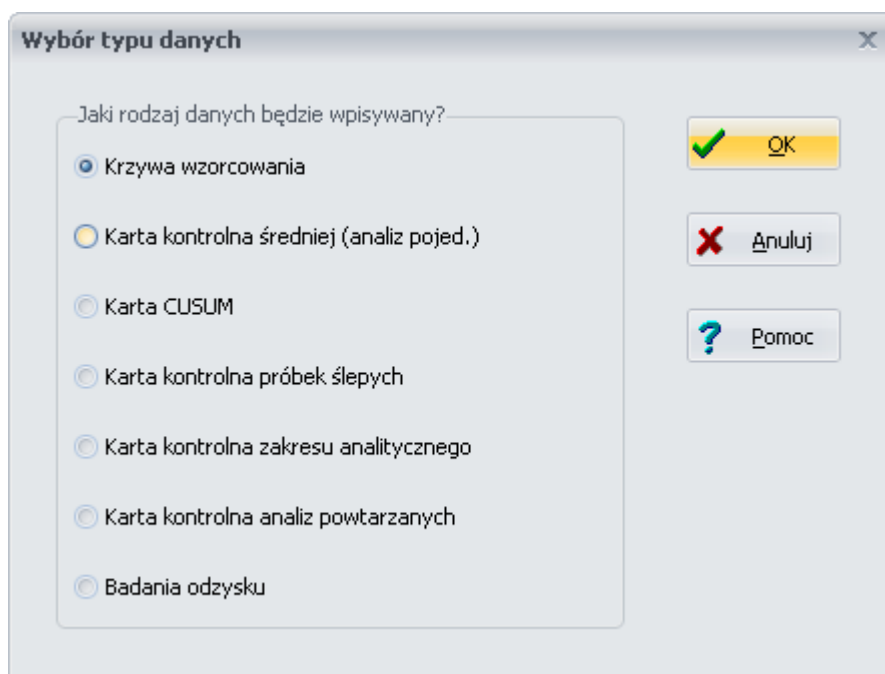 Wybór typu danych
Jaki rodzaj danych będzie wpisywany?
Krzywa wzorcowania
Karta kontrolna średniej (analiz pojed.)
Karta CUSUM
Karta kontrolna próbek ślepych
Karta kontrolna zakresu analitycznego
Karta kontrolna analiz powtarzanych
Badania odzysku
OK
Anuluj
Pomoc